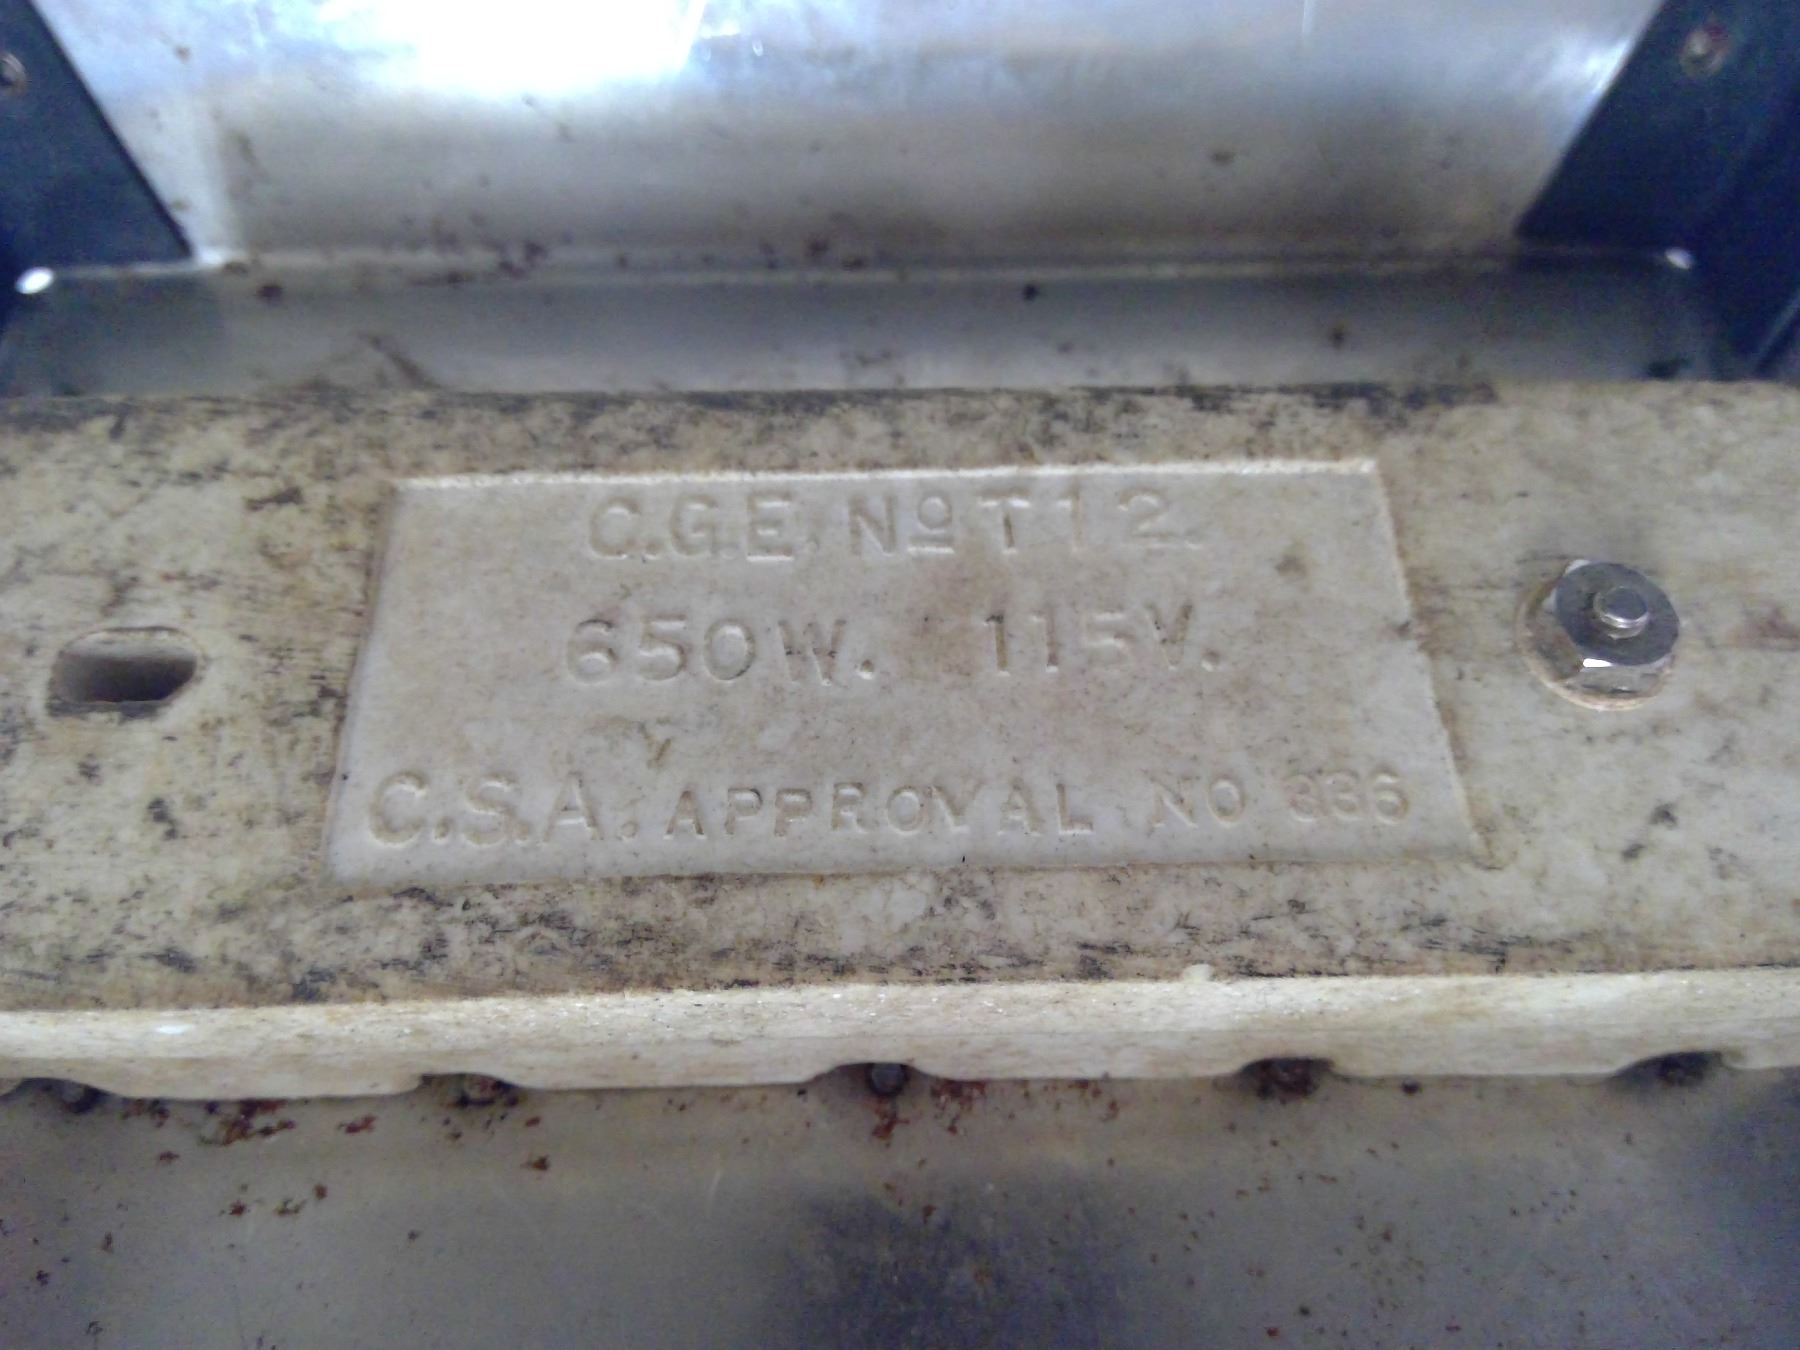 C.G.E. Nº T12.
650W. 115V.
C.S.A. APPROVAL NO 336